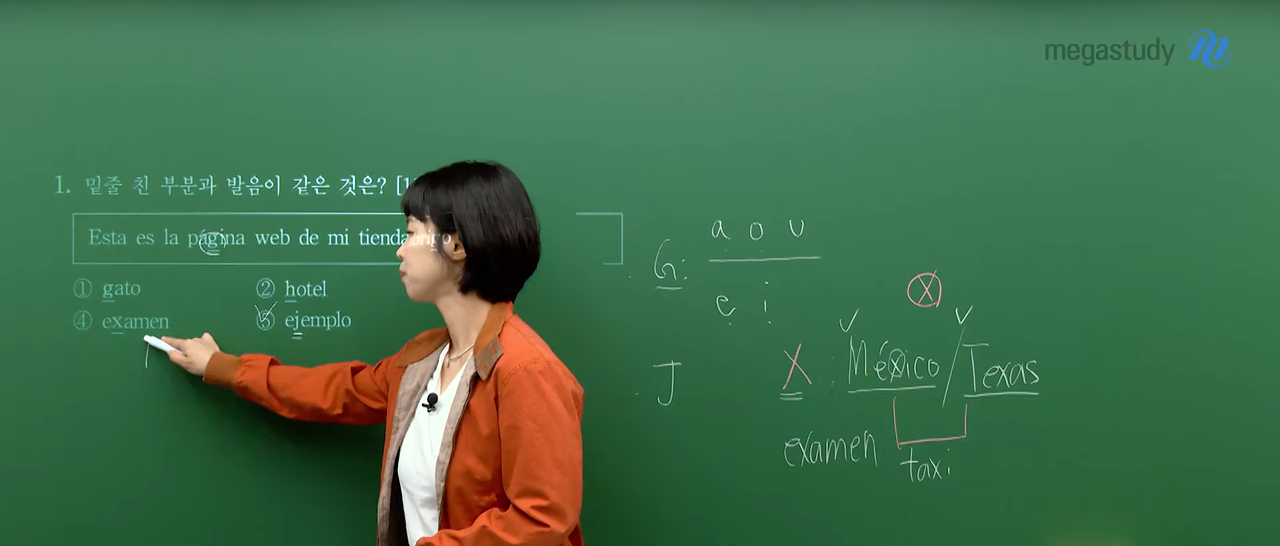 megastudy
1. 밑줄 친 부분과 발음이 같은 것은? [1
Esta es la página web de mi tienda
① gato
② hotel
④ examen
⑤ ejemplo
G: a o u
e i
X
J
X : México / Texas
examen
taxi